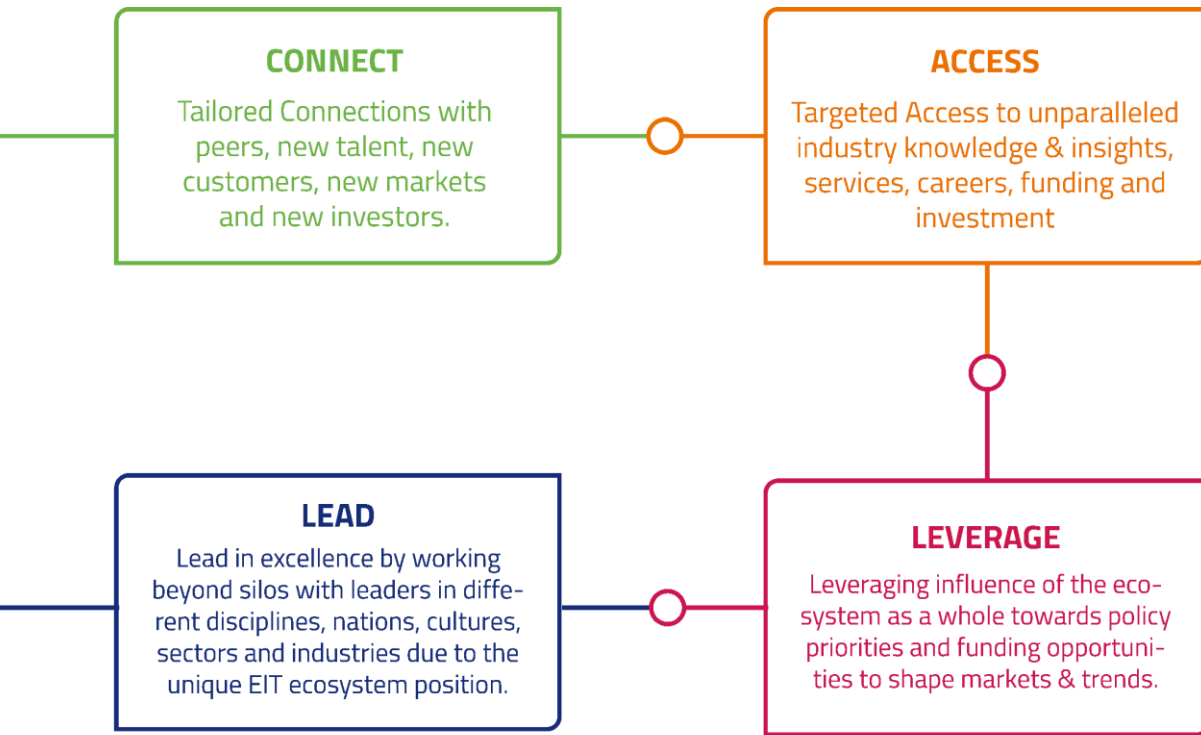 CONNECT
Tailored Connections with
peers, new talent, new
customers, new markets
and new investors.
ACCESS
Targeted Access to unparalleled
industry knowledge & insights,
services, careers, funding and
investment
LEAD
Lead in excellence by working
beyond silos with leaders in diffe-
rent disciplines, nations, cultures,
sectors and industries due to the
unique EIT ecosystem position.
LEVERAGE
Leveraging influence of the eco-
system as a whole towards policy
priorities and funding opportuni-
ties to shape markets & trends.